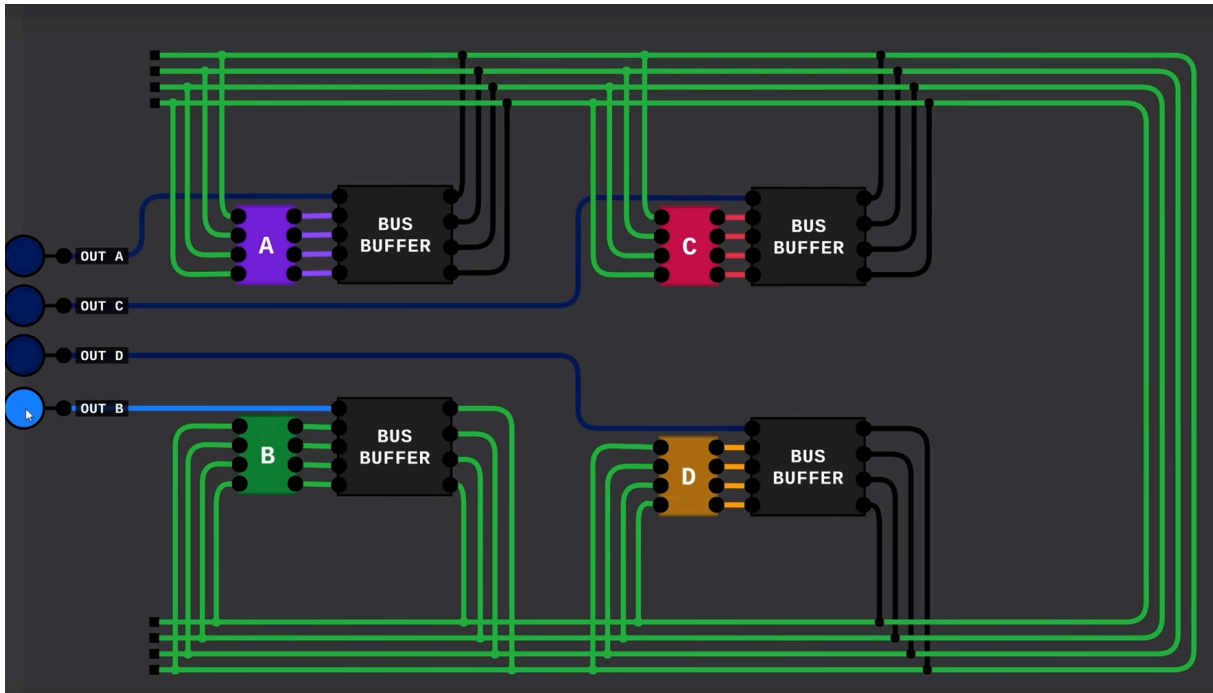 A
BUS
BUFFER
C
BUS
BUFFER
OUT A
OUT C
OUT D
OUT B
B
BUS
BUFFER
D
BUS
BUFFER